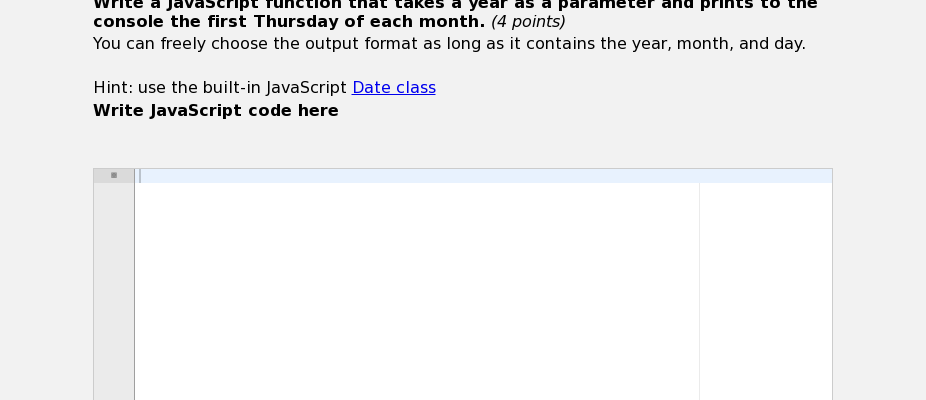 Write a JavaScript function that takes a year as a parameter and prints to the
console the first Thursday of each month. (4 points)
You can freely choose the output format as long as it contains the year, month, and day.
Hint: use the built-in JavaScript Date class
Write JavaScript code here